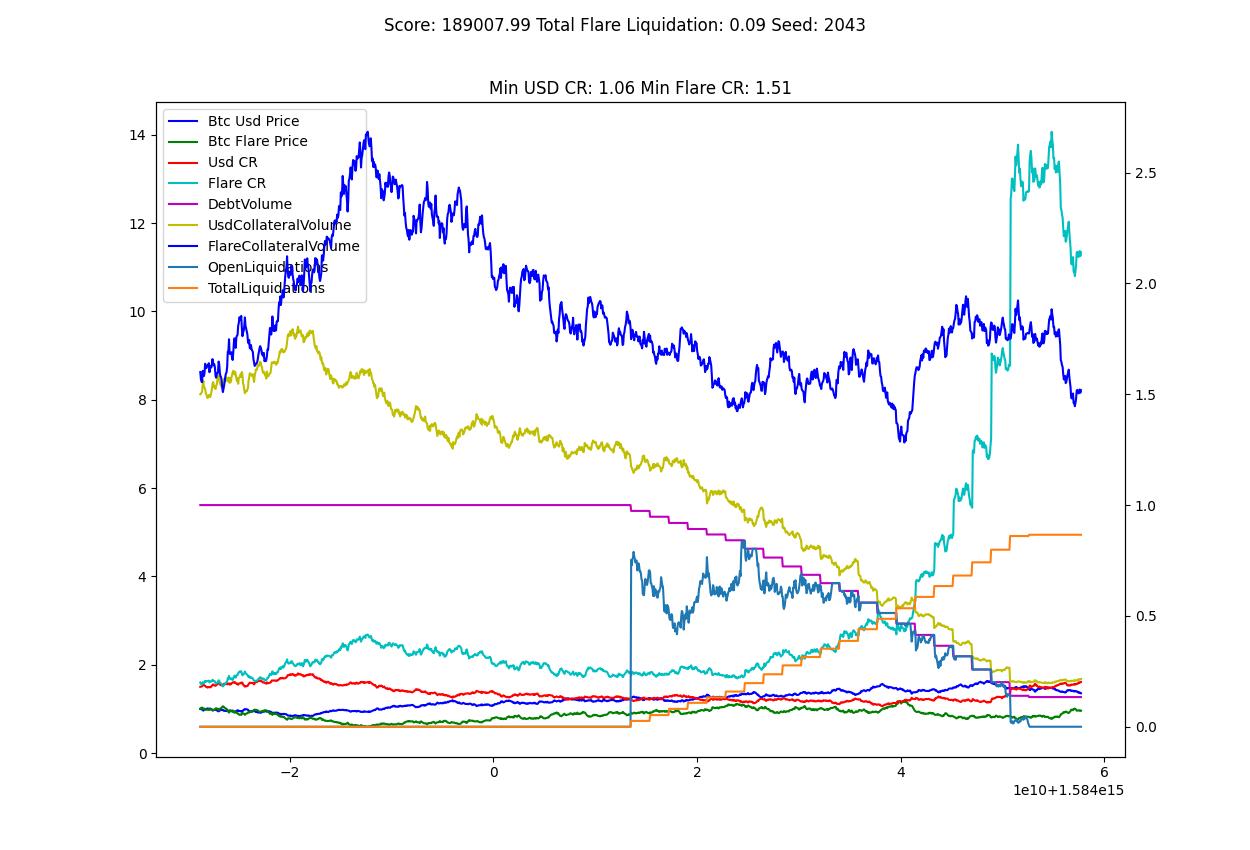 Score: 189007.99 Total Flare Liquidation: 0.09 Seed: 2043
Min USD CR: 1.06 Min Flare CR: 1.51
Btc Usd Price
Btc Flare Price
Usd CR
Flare CR
DebtVolume
UsdCollateralVolume
FlareCollateralVolume
OpenLiquidations
TotalLiquidations
14
12
10
8
6
4
2
0
2.5
2.0
1.5
1.0
0.5
0.0
−2
0
2
4
6
1e10+1.584e15